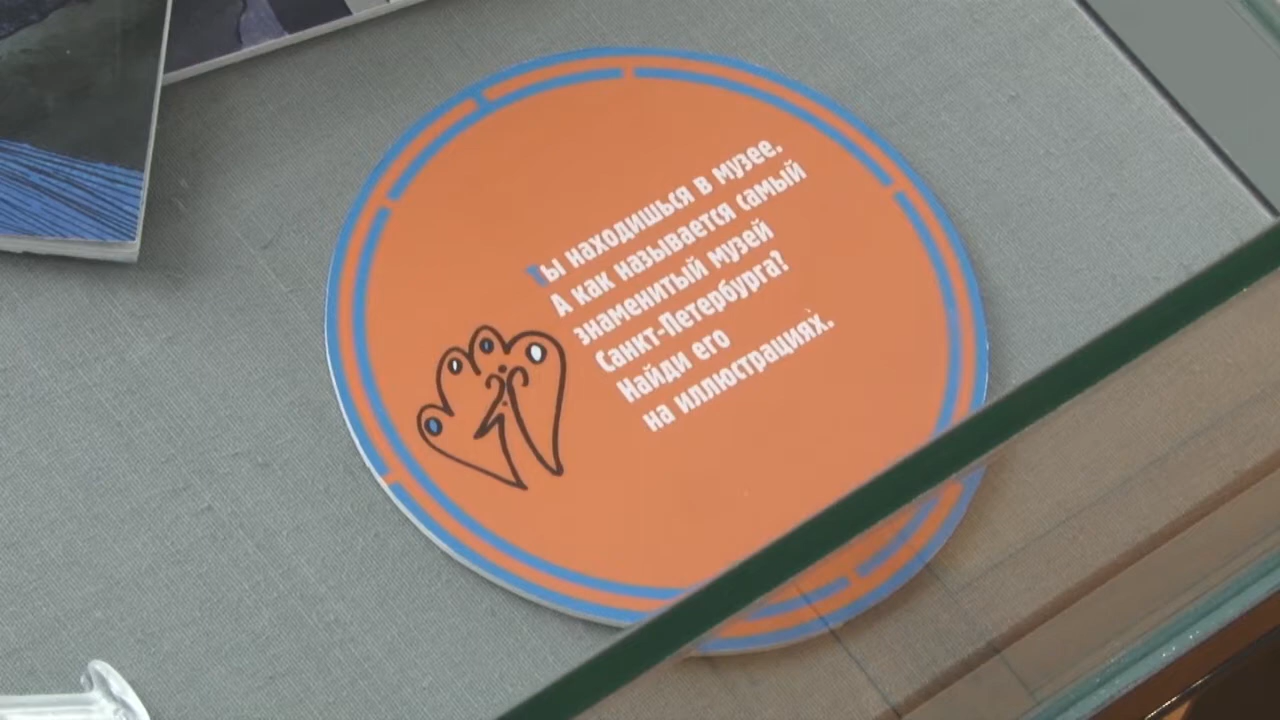 Ты находишься в музее.
А как называется самый
знаменитый музей
Санкт-Петербурга?
Найди его
на иллюстрациях.